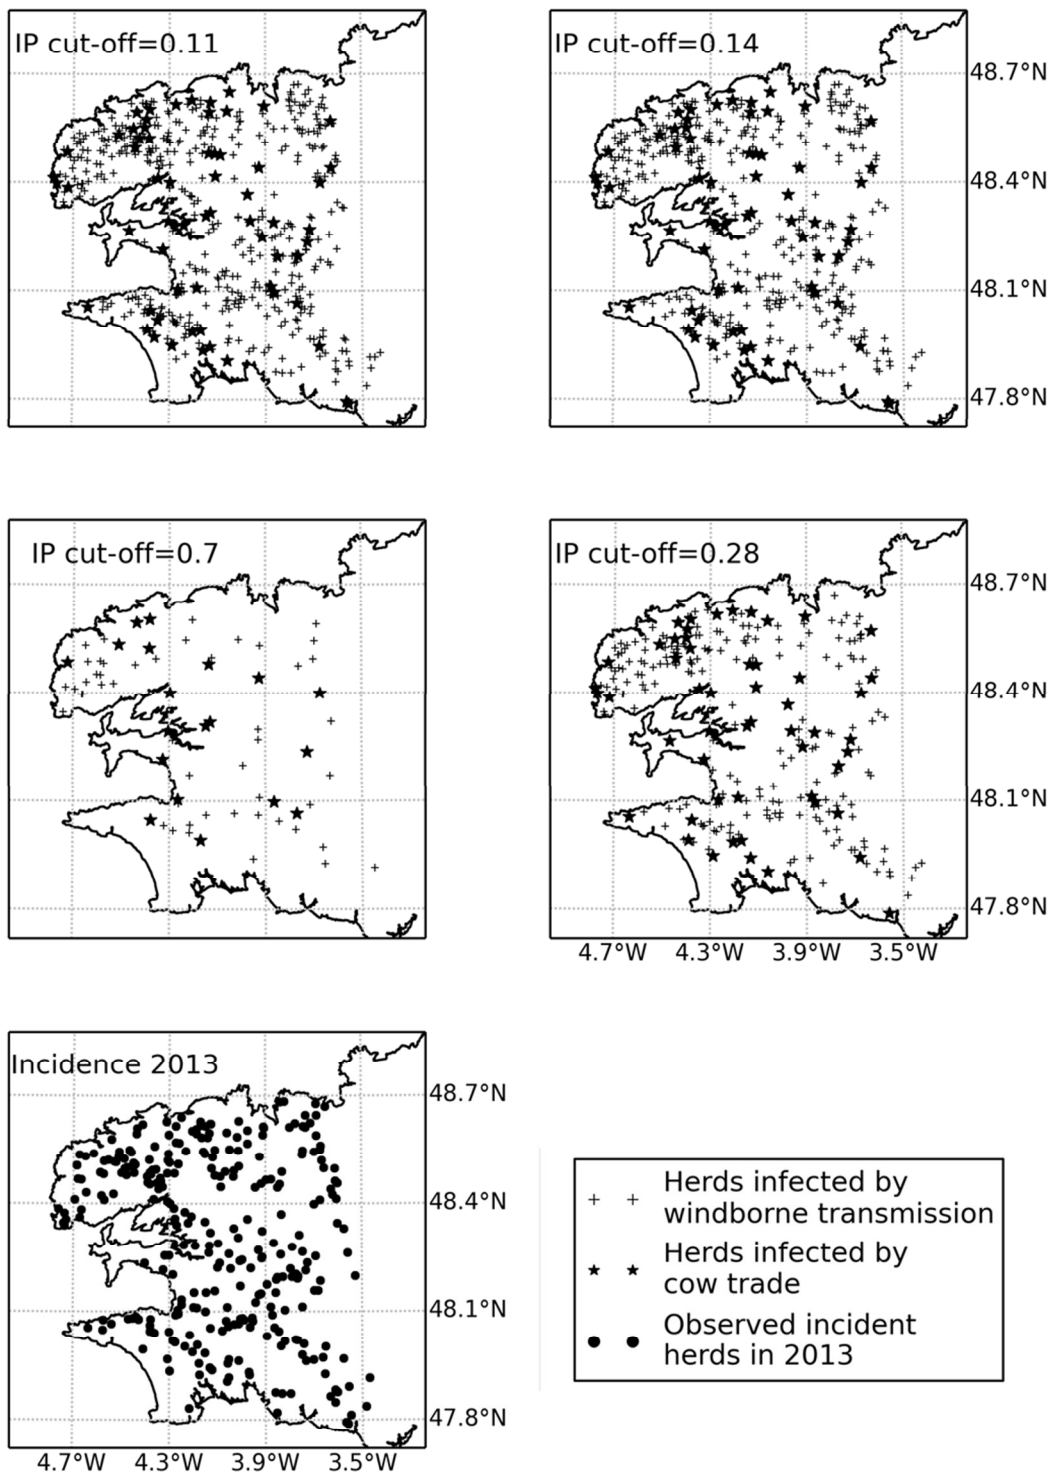 IP cut-off=0.11
IP cut-off=0.14
48.7°N
48.4°N
48.1°N
47.8°N
IP cut-off=0.7
IP cut-off=0.28
48.7°N
48.4°N
48.1°N
47.8°N
4.7°W 4.3°W 3.9°W 3.5°W
Incidence 2013
48.7°N
48.4°N
48.1°N
47.8°N
4.7°W 4.3°W 3.9°W 3.5°W
Herds infected by
windborne transmission
Herds infected by
cow trade
Observed incident
herds in 2013